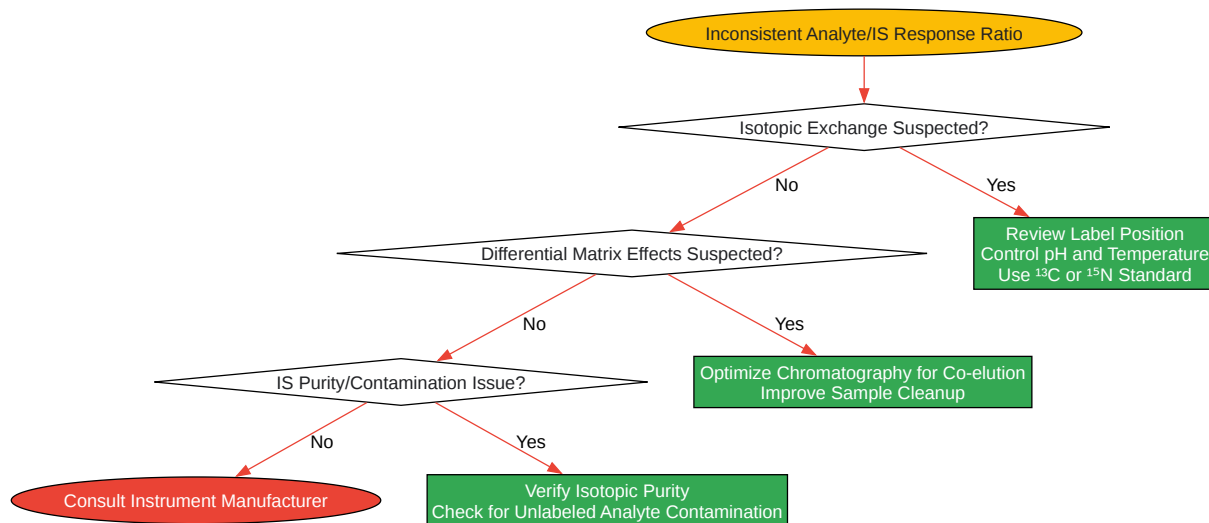 Inconsistent Analyte/IS Response Ratio
Isotopic Exchange Suspected?
No
Yes
Review Label Position
Control pH and Temperature
Use ¹³C or ¹⁵N Standard
Differential Matrix Effects Suspected?
No
Yes
Optimize Chromatography for Co-elution
Improve Sample Cleanup
IS Purity/Contamination Issue?
No
Yes
Consult Instrument Manufacturer
Verify Isotopic Purity
Check for Unlabeled Analyte Contamination